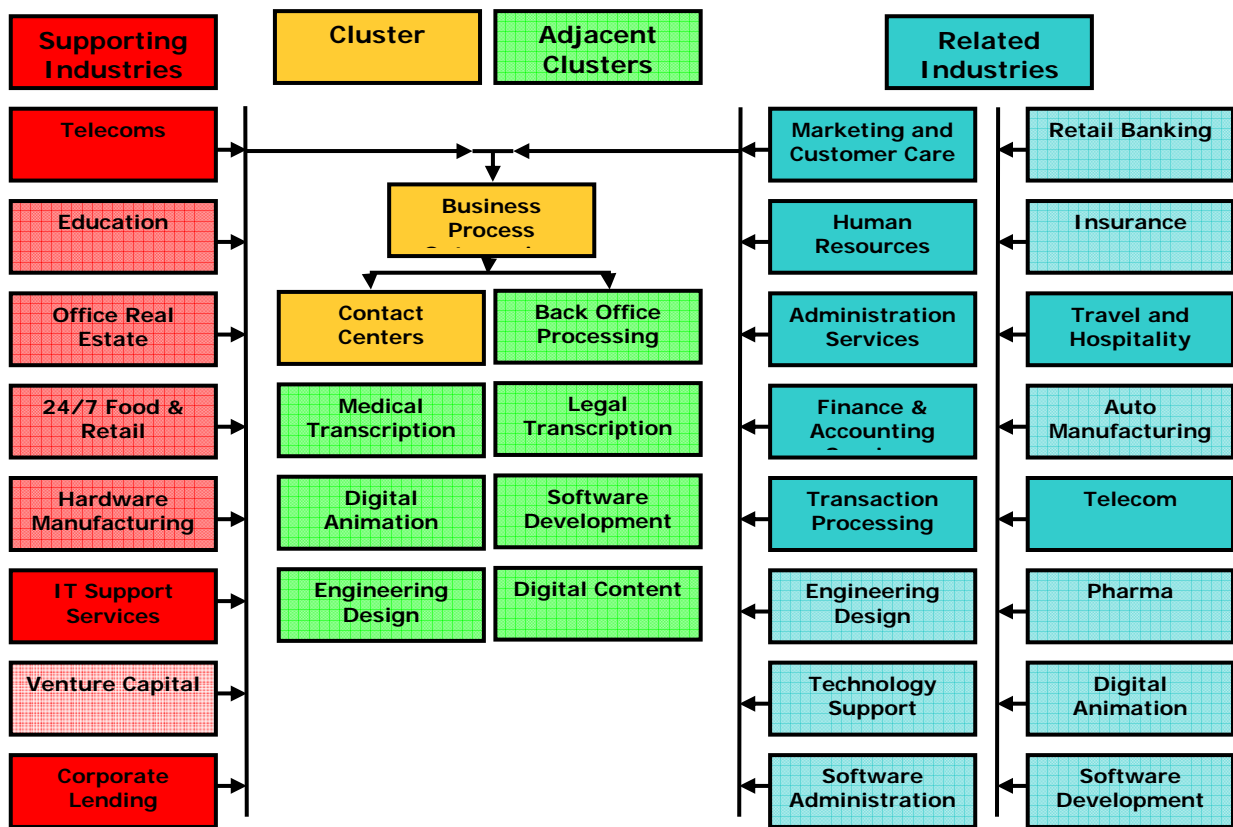 Supporting
Industries
Cluster
Adjacent
Clusters
Related
Industries
Telecoms
Education
Office Real
Estate
24/7 Food &
Retail
Hardware
Manufacturing
IT Support
Services
Venture Capital
Corporate
Lending
Business
Process
Contact
Centers
Back Office
Processing
Medical
Transcription
Legal
Transcription
Digital
Animation
Software
Development
Engineering
Design
Digital Content
Marketing and
Customer Care
Human
Resources
Administration
Services
Finance &
Accounting
Transaction
Processing
Engineering
Design
Technology
Support
Software
Administration
Retail Banking
Insurance
Travel and
Hospitality
Auto
Manufacturing
Telecom
Pharma
Digital
Animation
Software
Development